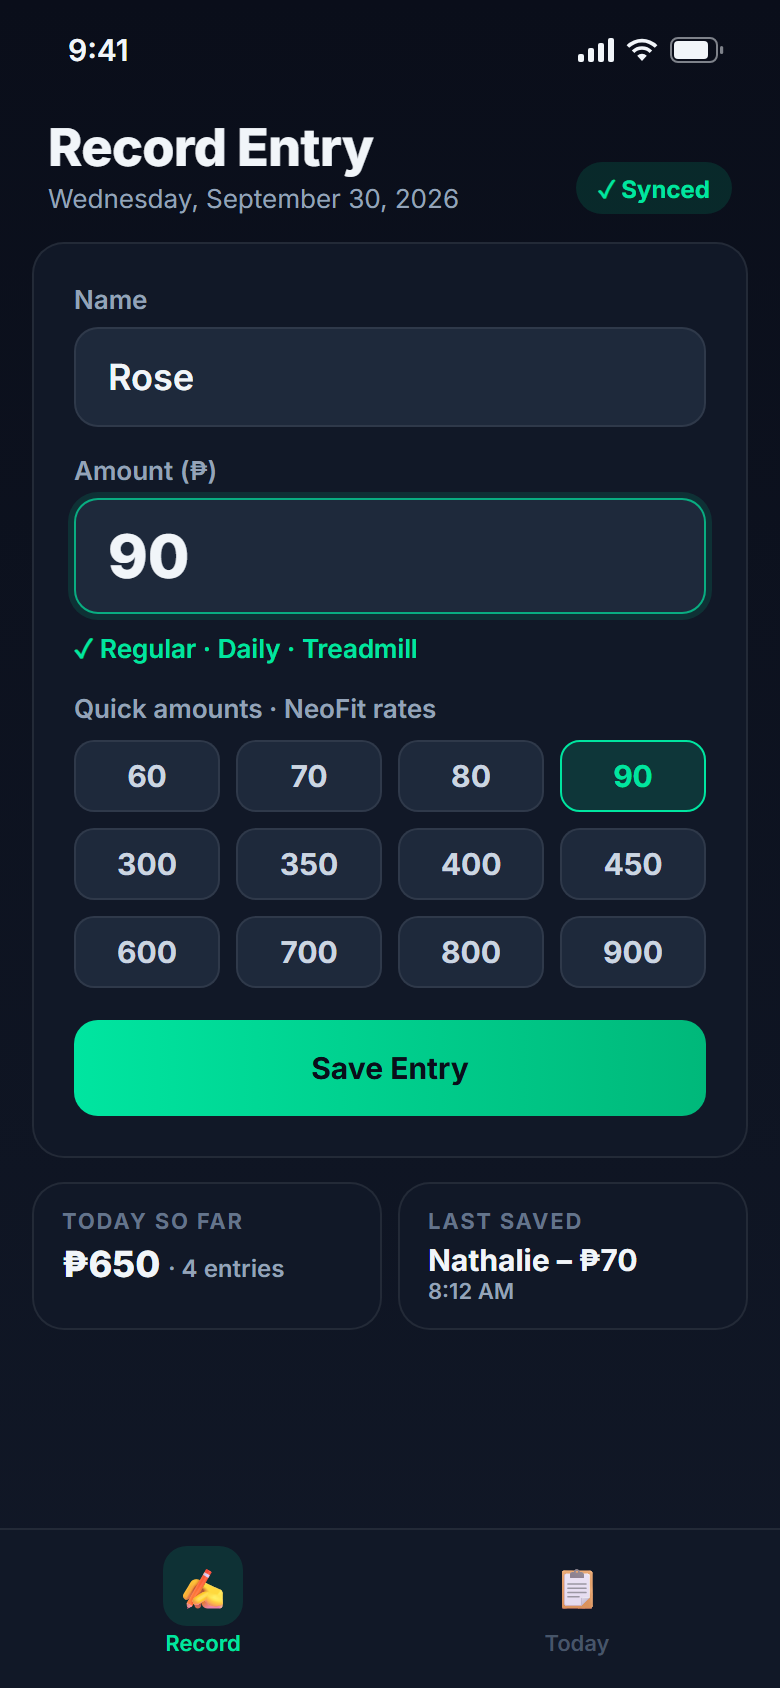 9:41
Record Entry
Wednesday, September 30, 2026
✓ Synced
Name
Rose
Amount (₱)
90
✓ Regular · Daily · Treadmill
Quick amounts · NeoFit rates
60 70 80 90
300 350 400 450
600 700 800 900
Save Entry
TODAY SO FAR
₱650 · 4 entries
LAST SAVED
Nathalie – ₱70
8:12 AM
Record
Today